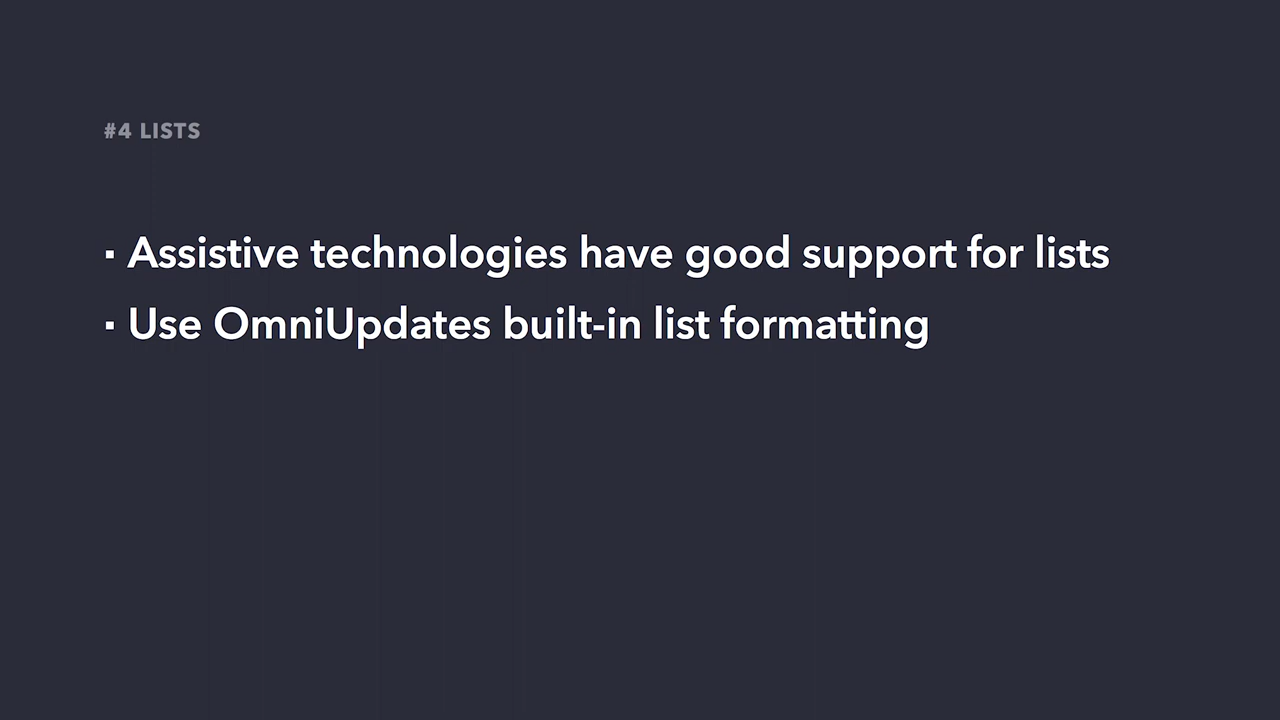 #4 LISTS
▪ Assistive technologies have good support for lists
▪ Use OmniUpdates built-in list formatting